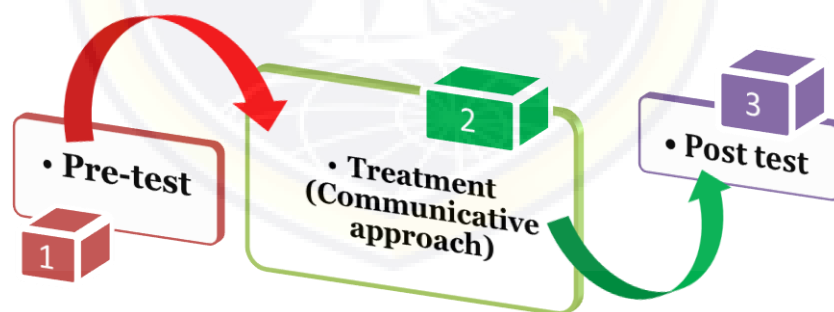 • Pre-test
1
2
• Treatment
(Communicative
approach)
3
• Post test